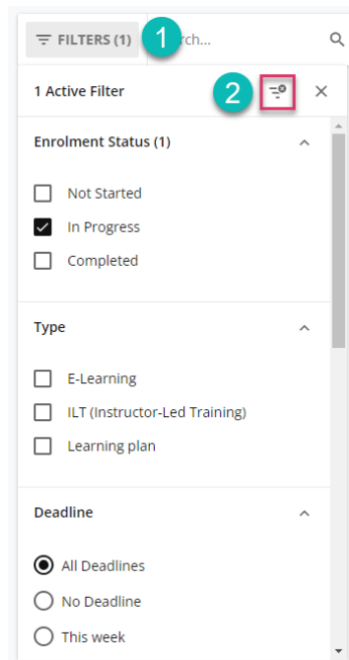 FILTERS (1)
1
rch...
1 Active Filter
2
Enrolment Status (1)
Not Started
In Progress
Completed
Type
E-Learning
ILT (Instructor-Led Training)
Learning plan
Deadline
All Deadlines
No Deadline
This week